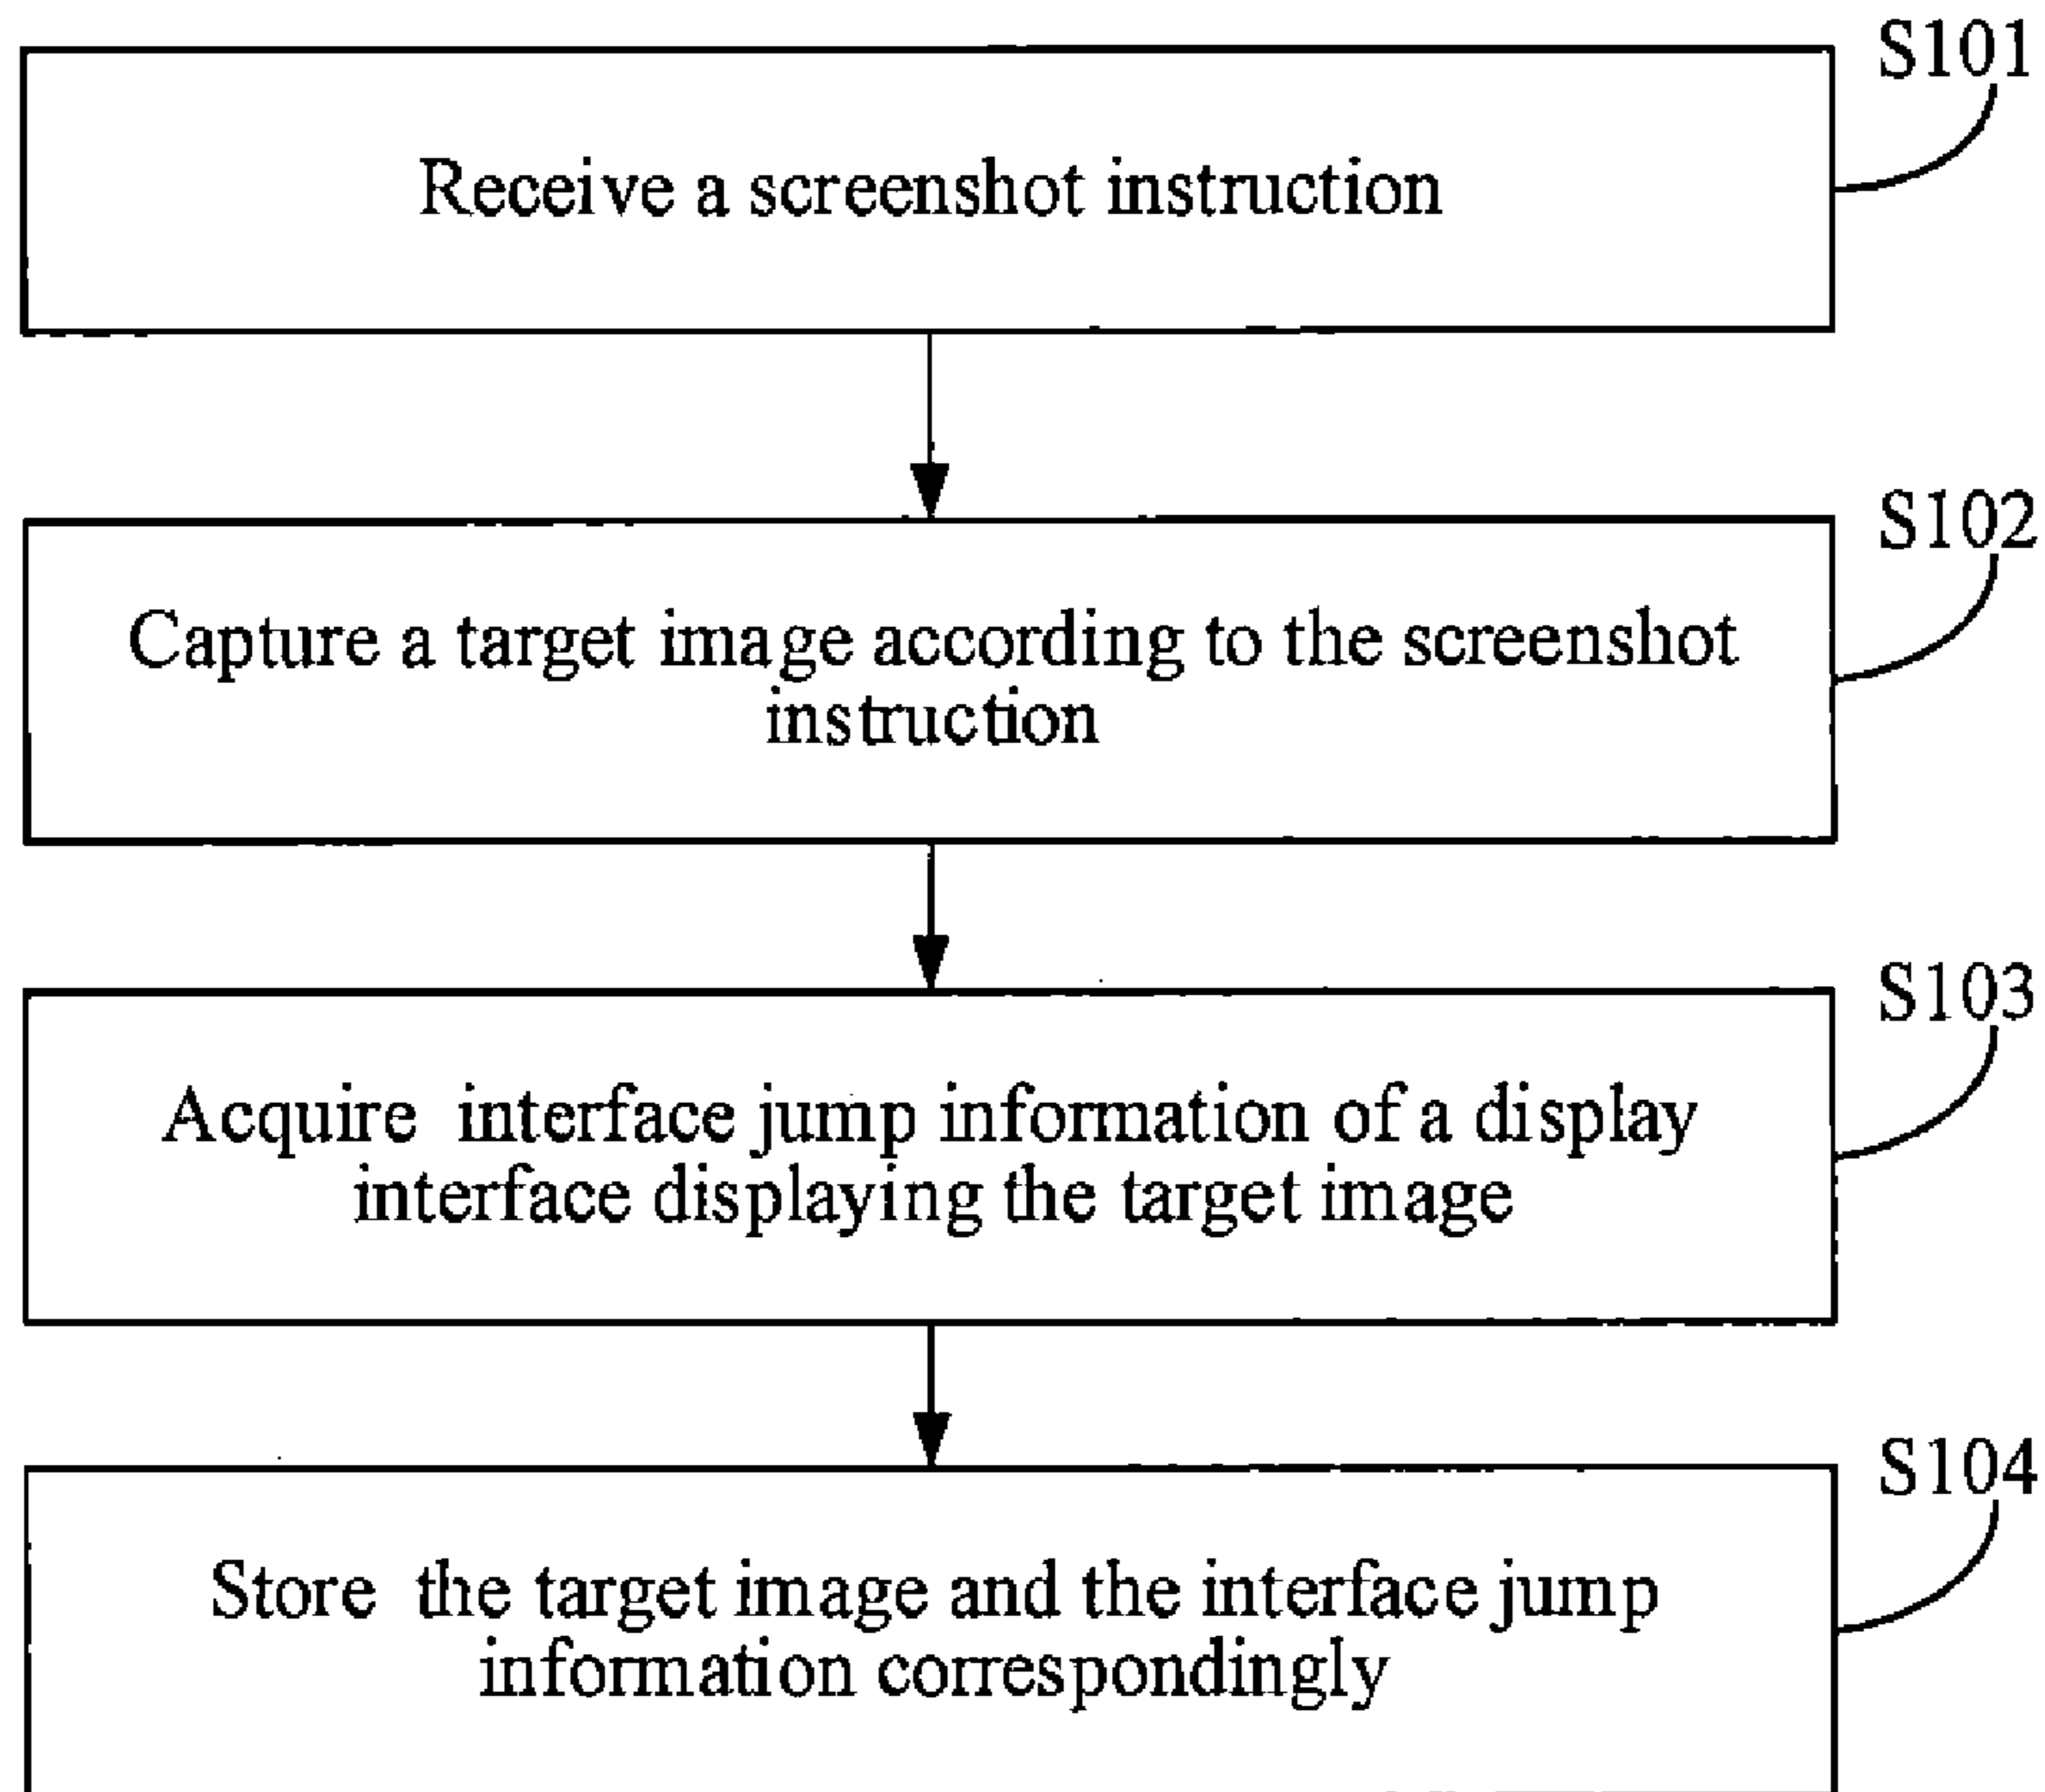 S101
Receive a screenshot instruction
S102
Capture a target image according to the screenshot
instruction
S103
Acquire interface jump information of a display
interface displaying the target image
S104
Store the target image and the interface jump
information correspondingly